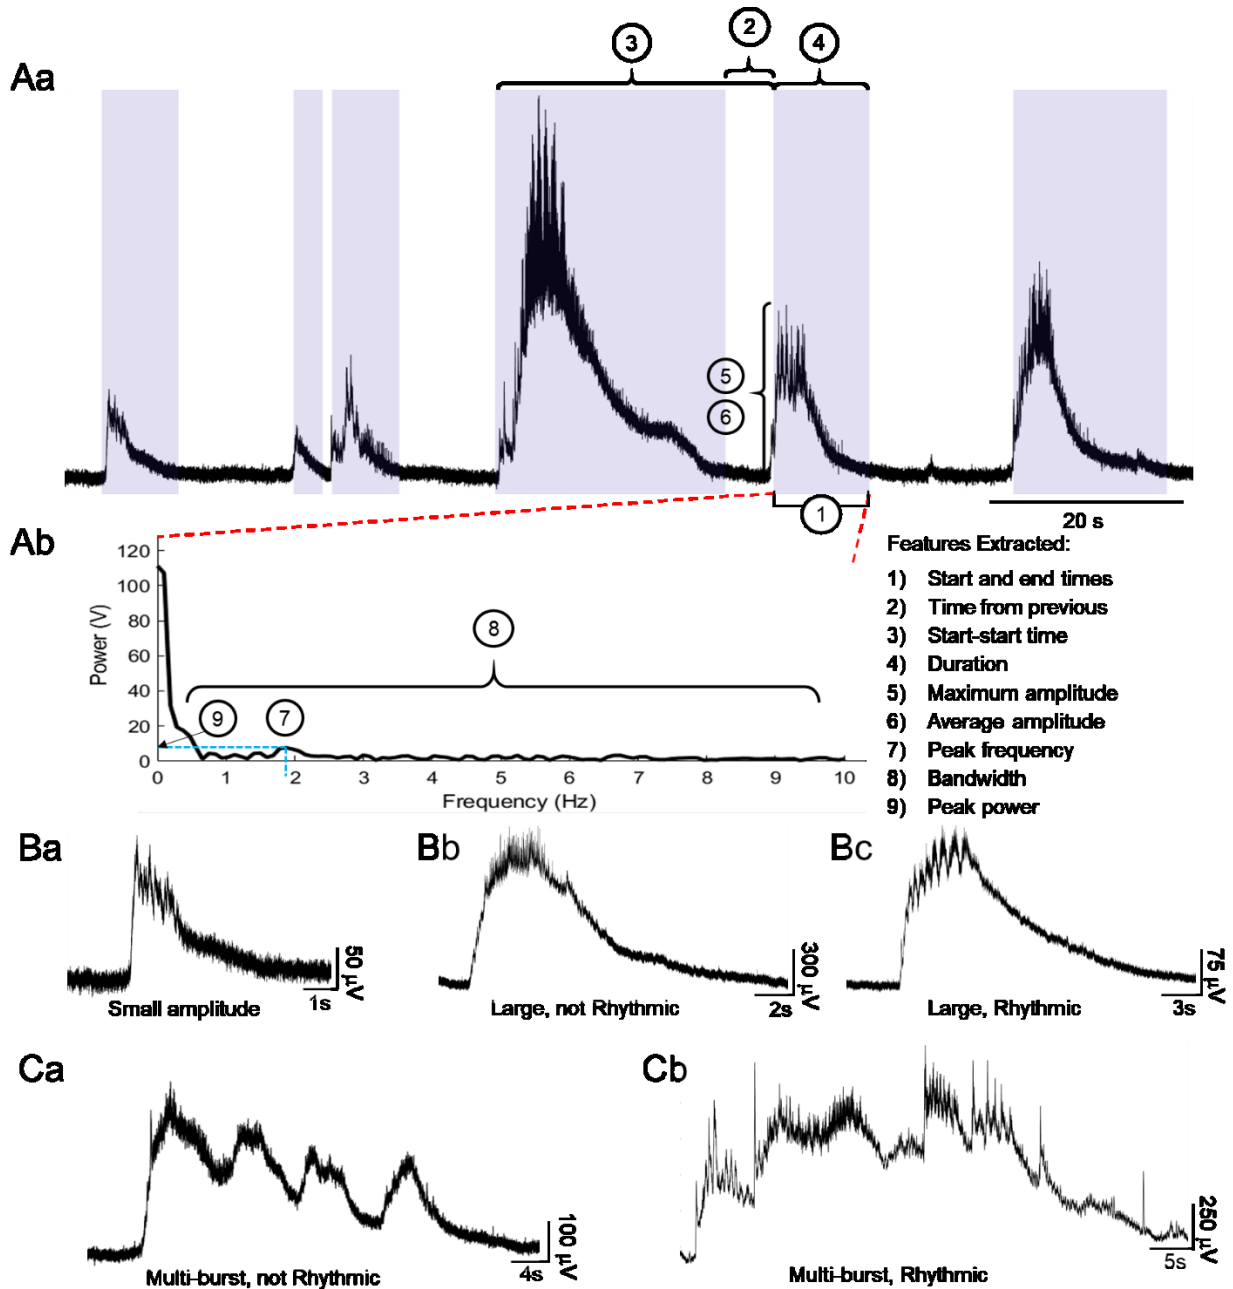 3
2
4
Aa
5
6
1
20 s
Ab
Features Extracted:
1) Start and end times
2) Time from previous
3) Start-start time
4) Duration
5) Maximum amplitude
6) Average amplitude
7) Peak frequency
8) Bandwidth
9) Peak power
120
100
80
60
40
20
0
Power (V)
8
9
7
0 1 2 3 4 5 6 7 8 9 10
Frequency (Hz)
Ba
50 µV
1s
Small amplitude
Bb
300 µV
2s
Large, not Rhythmic
Bc
75 µV
3s
Large, Rhythmic
Ca
100 µV
4s
Multi-burst, not Rhythmic
Cb
250 µV
5s
Multi-burst, Rhythmic